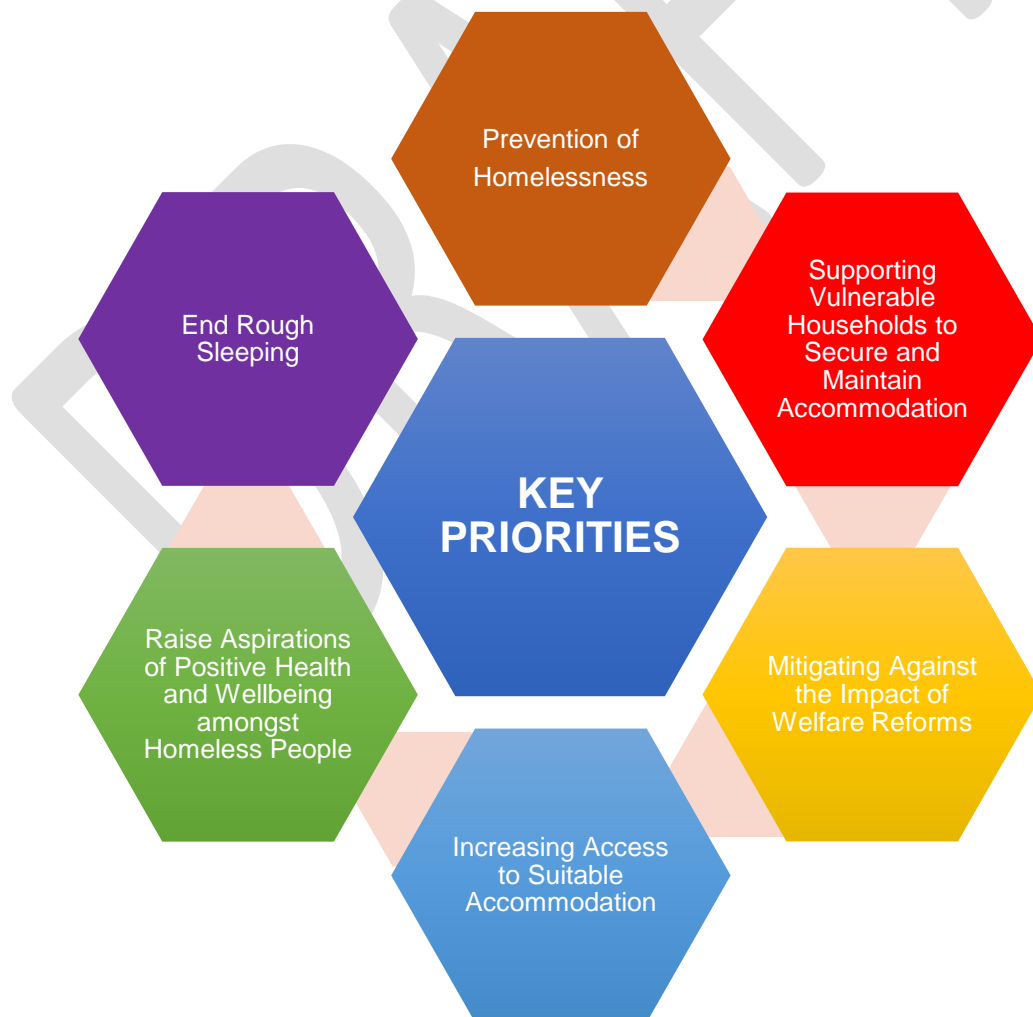 Prevention of
Homelessness
Supporting
Vulnerable
Households to
Secure and
Maintain
Accommodation
End Rough
Sleeping
KEY
PRIORITIES
Raise Aspirations
of Positive Health
and Wellbeing
amongst
Homeless People
Mitigating Against
the Impact of
Welfare Reforms
Increasing Access
to Suitable
Accommodation